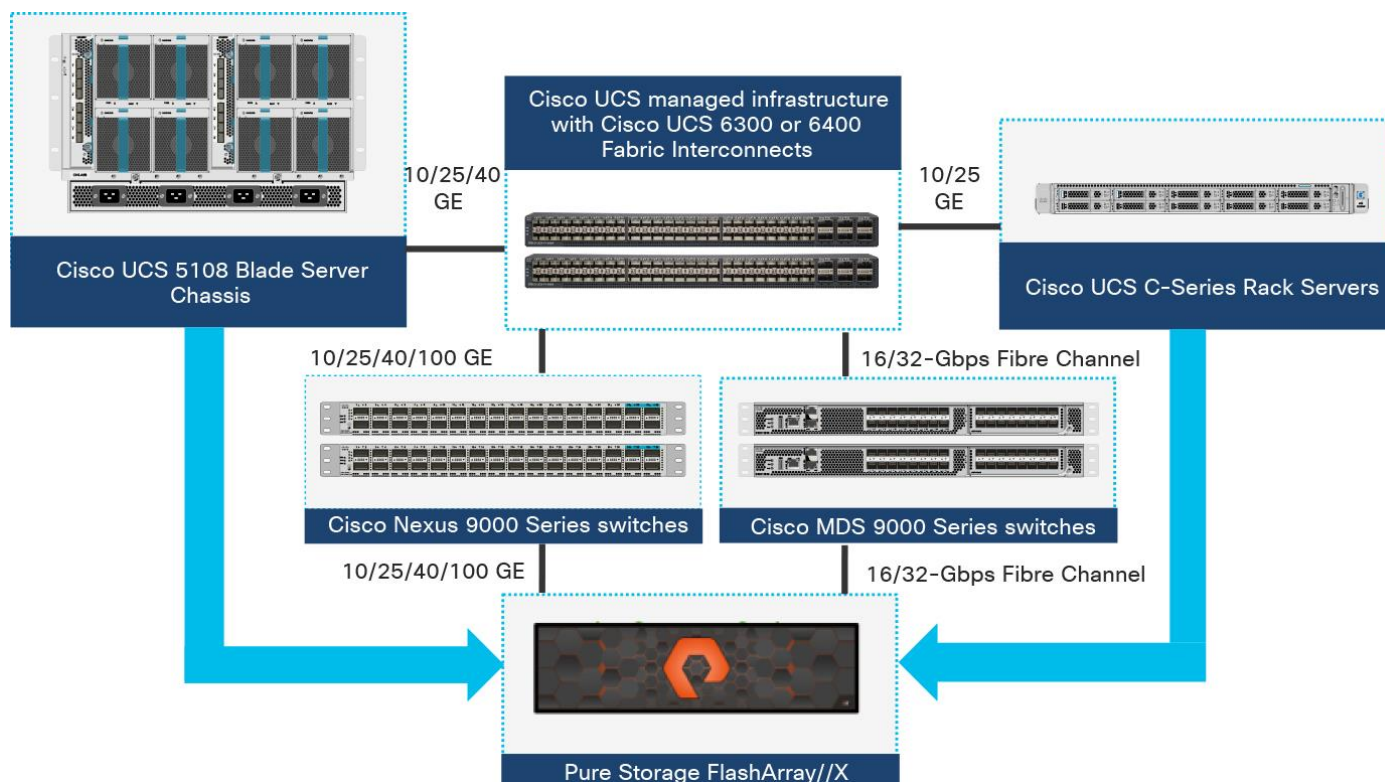 Cisco UCS managed infrastructure
with Cisco UCS 6300 or 6400
Fabric Interconnects
10/25/40
GE
10/25
GE
Cisco UCS 5108 Blade Server
Chassis
Cisco UCS C-Series Rack Servers
10/25/40/100 GE
16/32-Gbps Fibre Channel
Cisco Nexus 9000 Series switches
Cisco MDS 9000 Series switches
10/25/40/100 GE
16/32-Gbps Fibre Channel
Pure Storage FlashArray//X